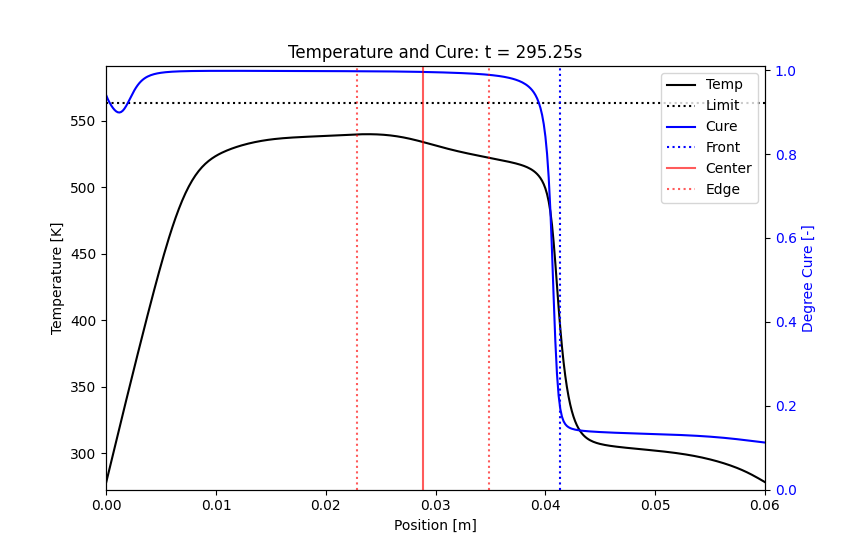 Temperature and Cure: t = 295.25s
Temp
Limit
Cure
Front
Center
Edge
Temperature [K]
550
500
450
400
350
300
Degree Cure [-]
1.0
0.8
0.6
0.4
0.2
0.0
0.00 0.01 0.02 0.03 0.04 0.05 0.06
Position [m]